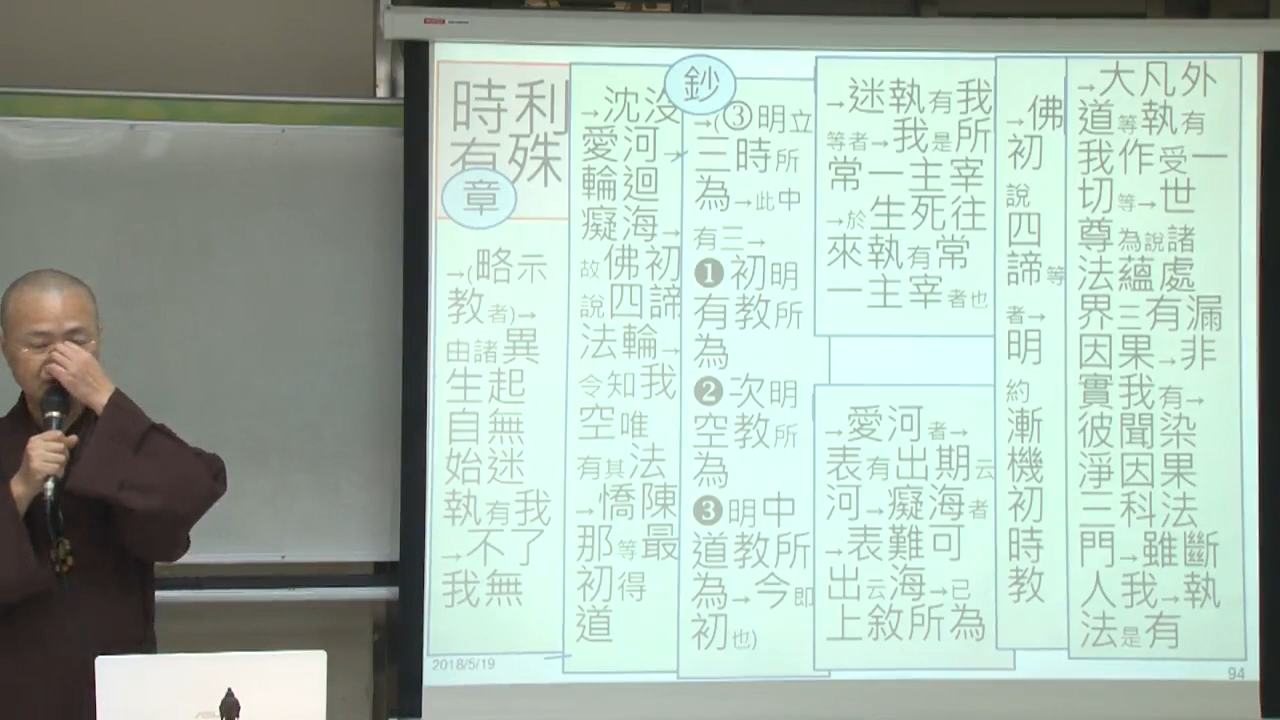 時利
有殊
章
→(略示
教者)→
由諸異
生起
自無
始迷
執有我
→不了
我無
→沈沒
愛河→
輪迴
癡海→
故佛初
說四諦
法輪→
令知我
空唯
有其法
→憍陳
那等最
初得
道
鈔
→(③明立
三時所
為→此中
有三→
❶初明
有教所
為
❷次明
空教所
為
❸明中
道教所
為→今即
初也)
→迷執有我
等者→我是所
常一主宰
→於生死往
來執有常
一主宰者也
→愛河者→
表有出期云
河→癡海者
→表難可
出云海→已
上敘所為
→佛
初
說
四
諦等
者→
明
約
漸
機
初
時
教
→大凡外
道等執有
我作受一
切等→世
尊為說諸
法蘊處
界三有漏
因果→非
實我有→
彼聞染
淨因果
三科法
門→雖斷
人我→執
法是有
2018/5/19
94